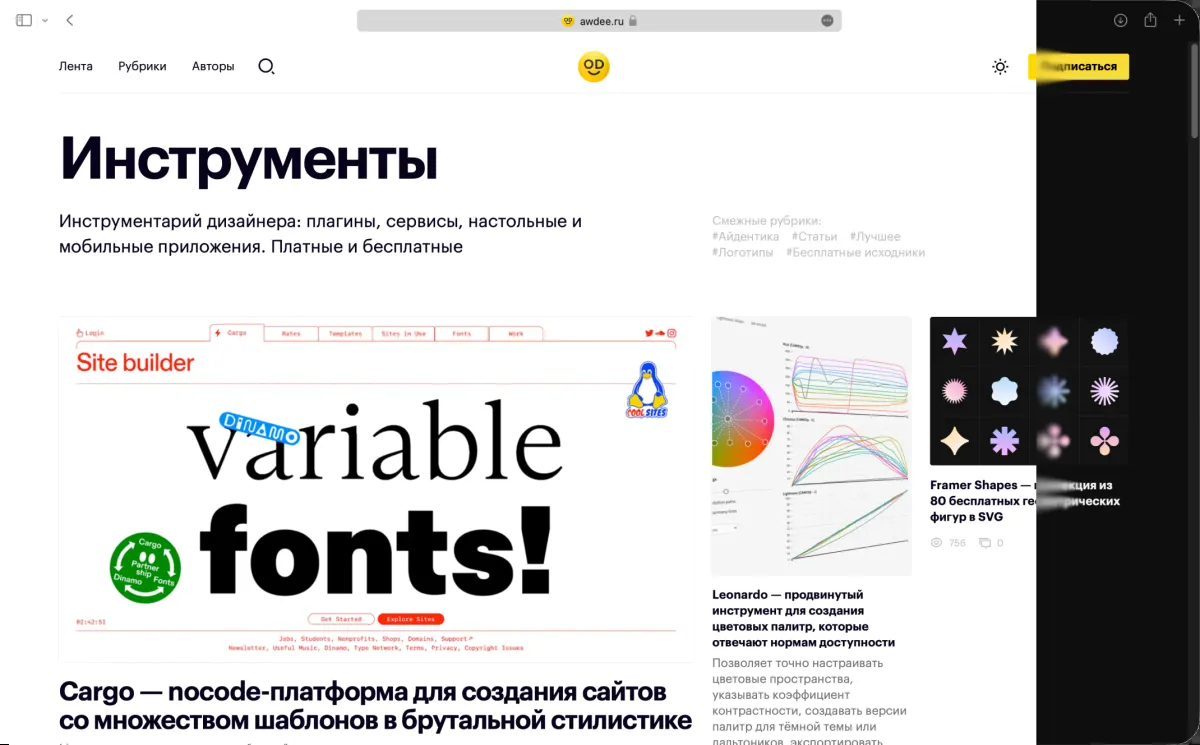 awdee.ru
Лента Рубрики Авторы
OD
Подписаться
Инструменты
Инструментарий дизайнера: плагины, сервисы, настольные и
мобильные приложения. Платные и бесплатные
Смежные рубрики:
#Айдентика #Статьи #Лучшее
#Логотипы #Бесплатные исходники
Login Cargo Rates Templates Sites in Use Fonts Work
Site builder
COOL SITES
DINAMO
variable
fonts!
Cargo
Partner
ship
Dinamo Fonts
Get Started Explore Sites
02:42:51
Jobs, Students, Nonprofits, Shops, Domains, Support↗
Newsletter, Useful Music, Dinamo, Type Network, Terms, Privacy, Copyright Issues
Cargo — nocode-платформа для создания сайтов
со множеством шаблонов в брутальной стилистике
Leonardo — продвинутый
инструмент для создания
цветовых палитр, которые
отвечают нормам доступности
Позволяет точно настраивать
цветовые пространства,
указывать коэффициент
контрастности, создавать версии
палитр для тёмной темы или
дальтоников, экспортировать
Framer Shapes — коллекция из
80 бесплатных геометрических
фигур в SVG
756 0